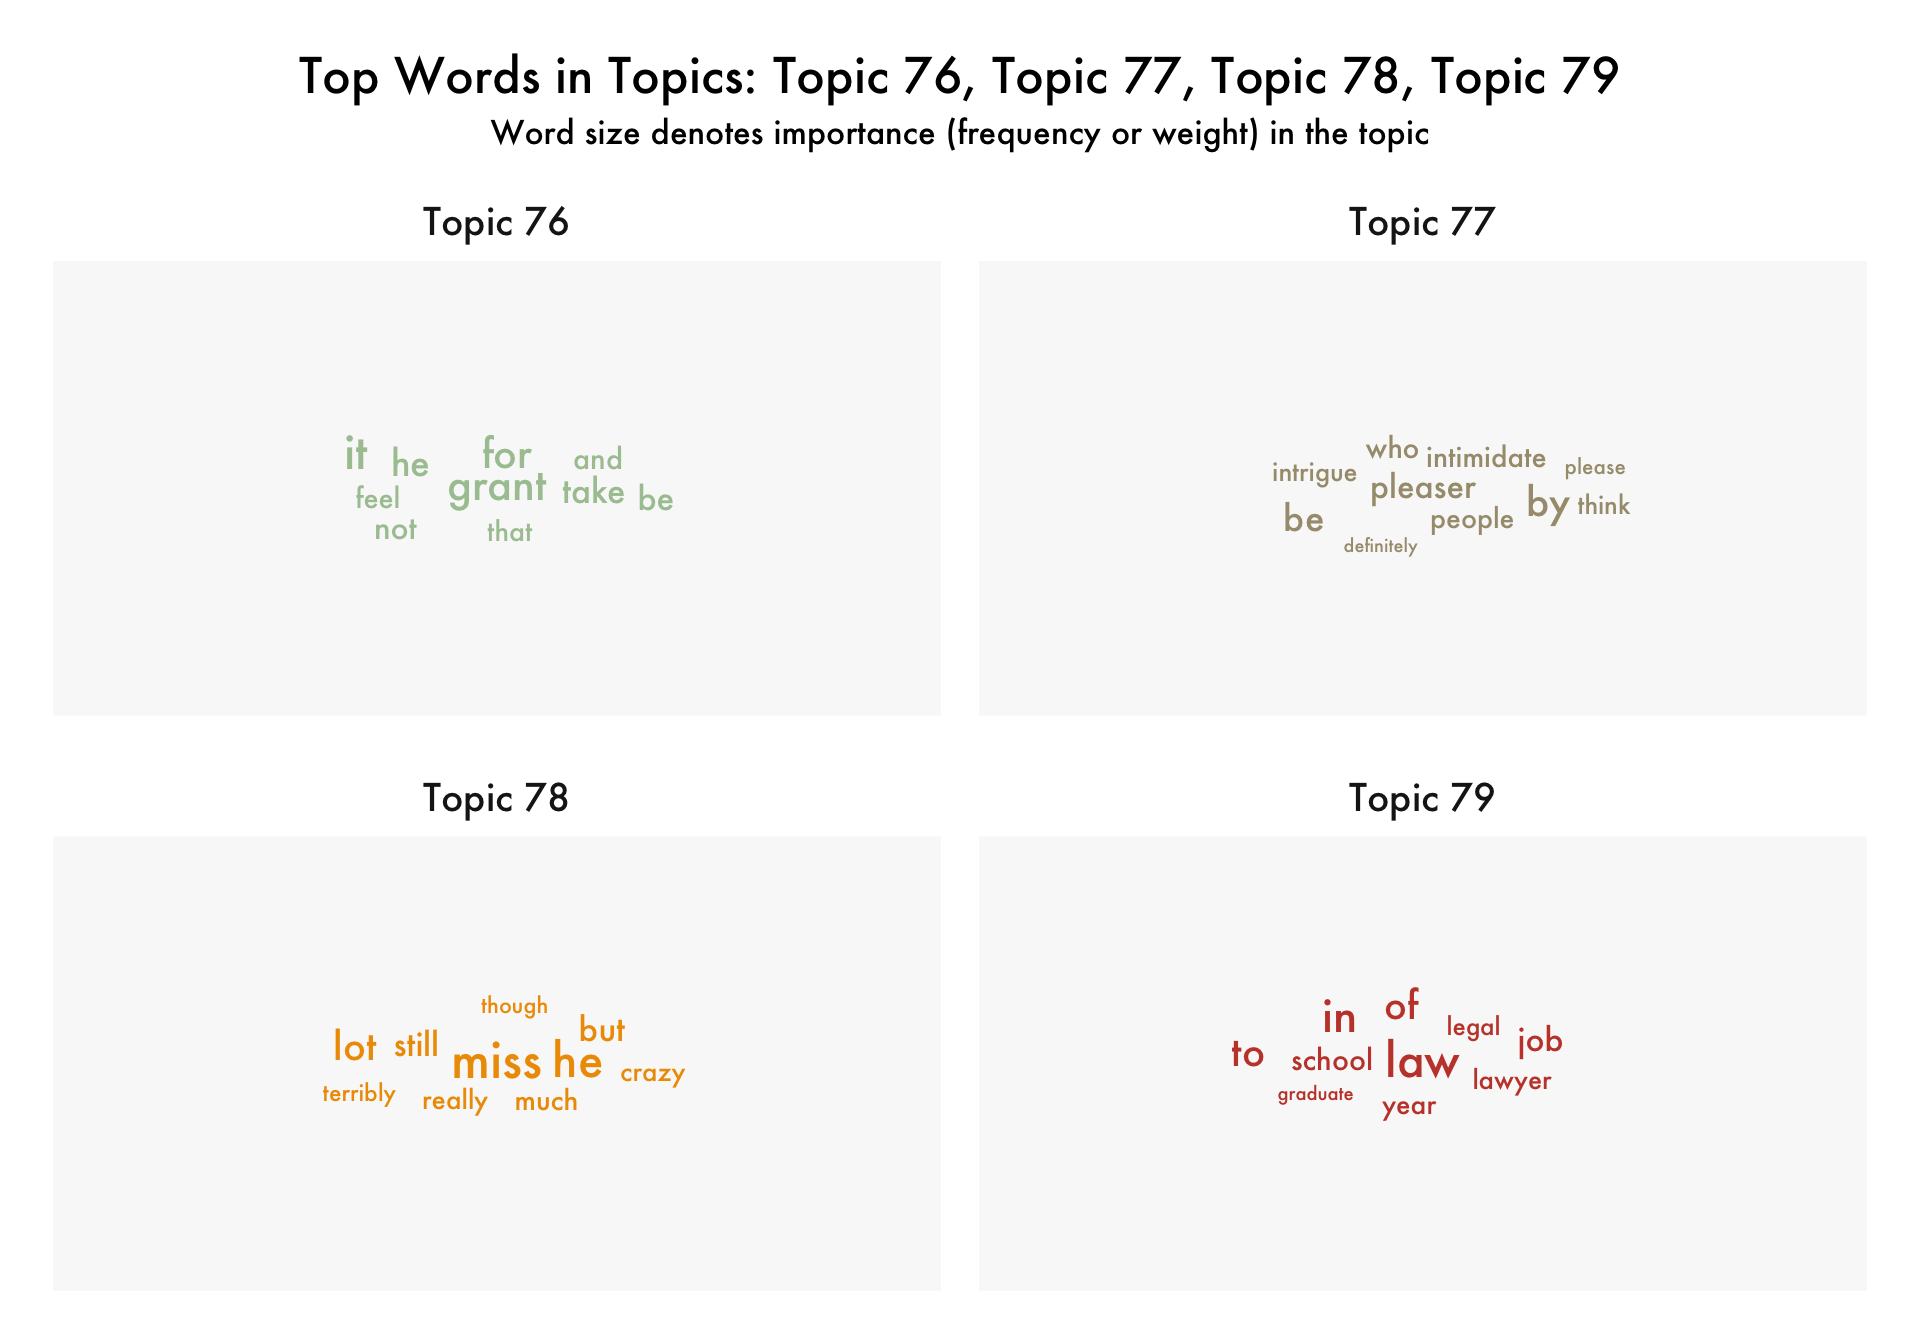 Top Words in Topics: Topic 76, Topic 77, Topic 78, Topic 79
Word size denotes importance (frequency or weight) in the topic
Topic 76
it he for and
feel grant take be
not that
Topic 77
who intimidate please
intrigue pleaser by think
be people
definitely
Topic 78
though
lot still but
miss he crazy
terribly really much
Topic 79
in of legal job
to school law lawyer
graduate year